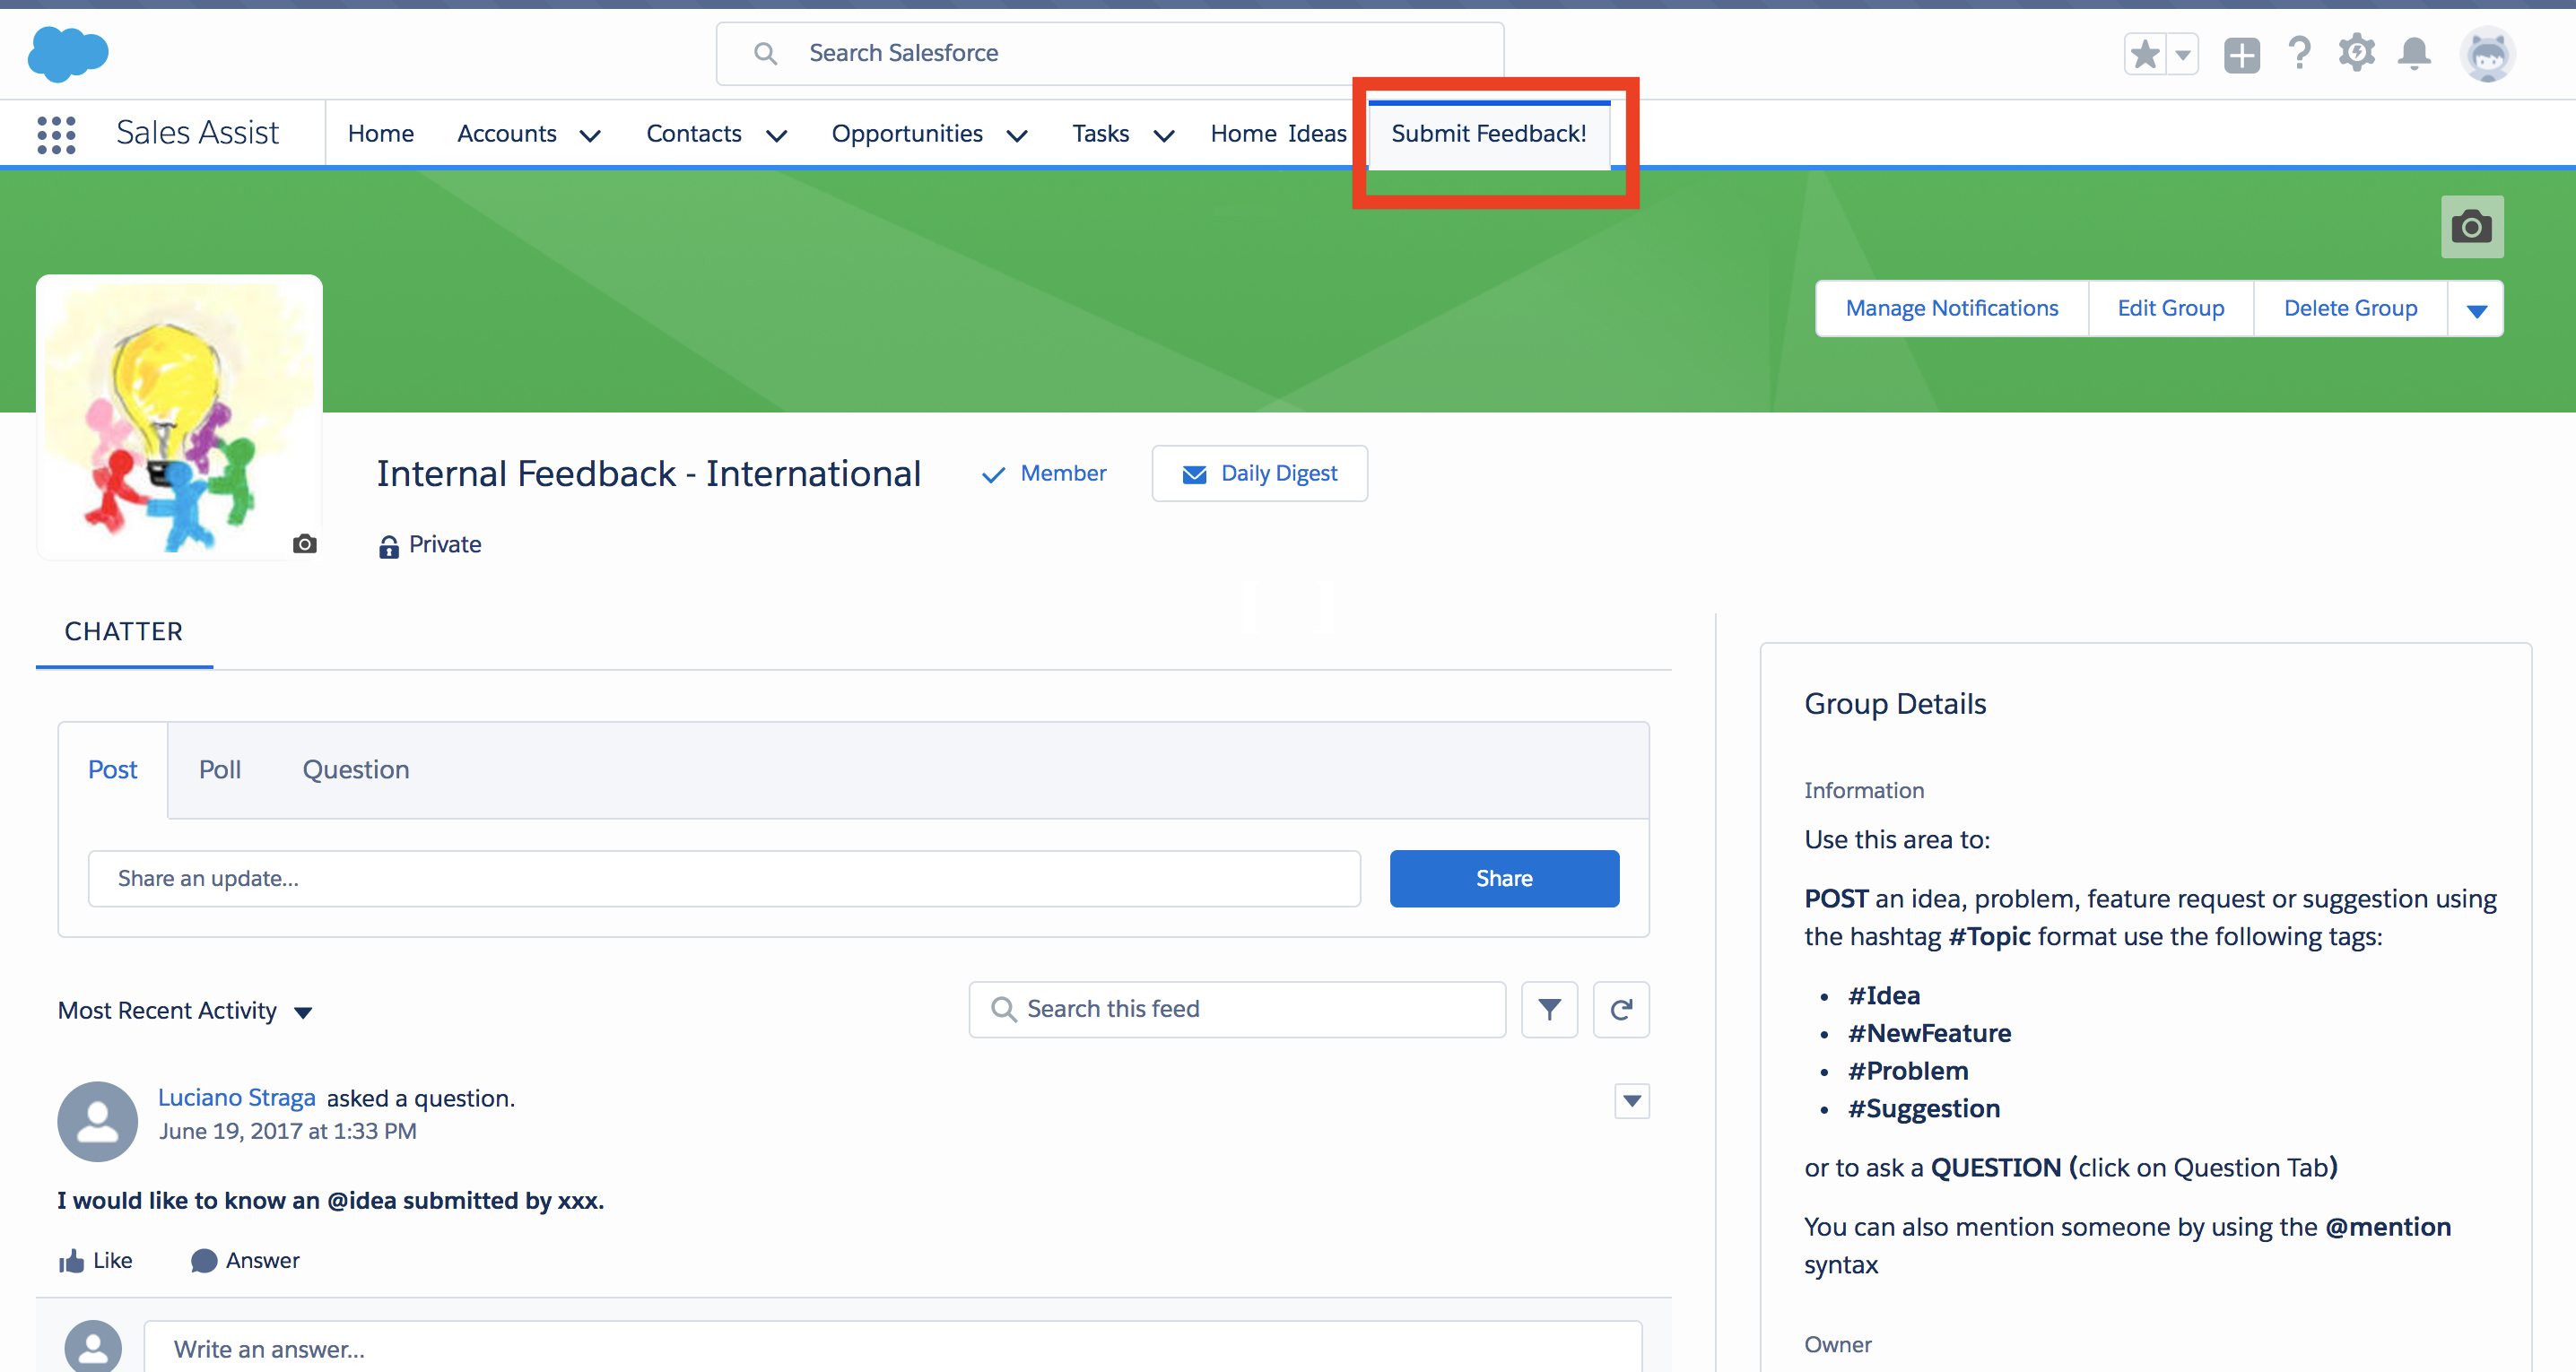 Search Salesforce
Sales Assist
Home Accounts Contacts Opportunities Tasks Home Ideas Submit Feedback!
Manage Notifications Edit Group Delete Group
Internal Feedback - International Member Daily Digest
Private
CHATTER
Post Poll Question
Share an update...
Share
Most Recent Activity
Search this feed
Luciano Straga asked a question.
June 19, 2017 at 1:33 PM
I would like to know an @idea submitted by xxx.
Like Answer
Write an answer...
Group Details
Information
Use this area to:
POST an idea, problem, feature request or suggestion using
the hashtag #Topic format use the following tags:
• #Idea
• #NewFeature
• #Problem
• #Suggestion
or to ask a QUESTION (click on Question Tab)
You can also mention someone by using the @mention
syntax
Owner